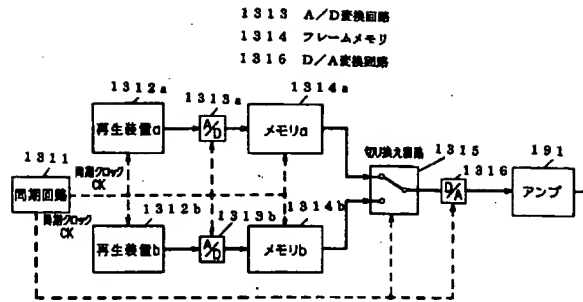 1313 A/D変換回路
1314 フレームメモリ
1316 D/A変換回路
1312a
1313a
1314a
再生装置a
A/D
メモリa
切り換え回路
1315
1316
191
1311
同期回路
同期クロック
CK
同期クロック
CK
D/A
アンプ
1312b
1313b
1314b
再生装置b
A/D
メモリb